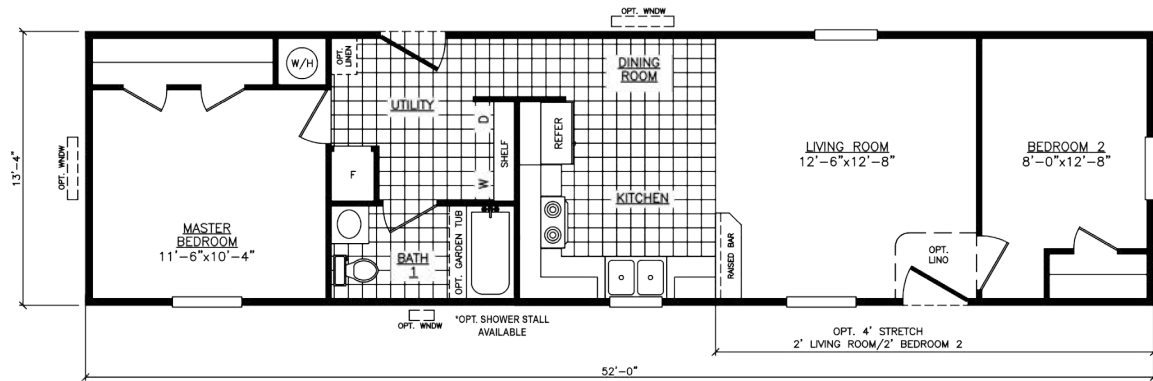 OPT. WNDW
OPT. LINEN
W/H
DINING
ROOM
UTILITY
D
W
SHELF
REFER
LIVING ROOM
12'-6"x12'-8"
BEDROOM 2
8'-0"x12'-8"
13'-4"
OPT. WNDW
F
KITCHEN
MASTER
BEDROOM
11'-6"x10'-4"
BATH
1
OPT. GARDEN TUB
RAISED BAR
OPT.
LINO
OPT. WNDW
*OPT. SHOWER STALL
AVAILABLE
OPT. 4' STRETCH
2' LIVING ROOM/2' BEDROOM 2
52'-0"